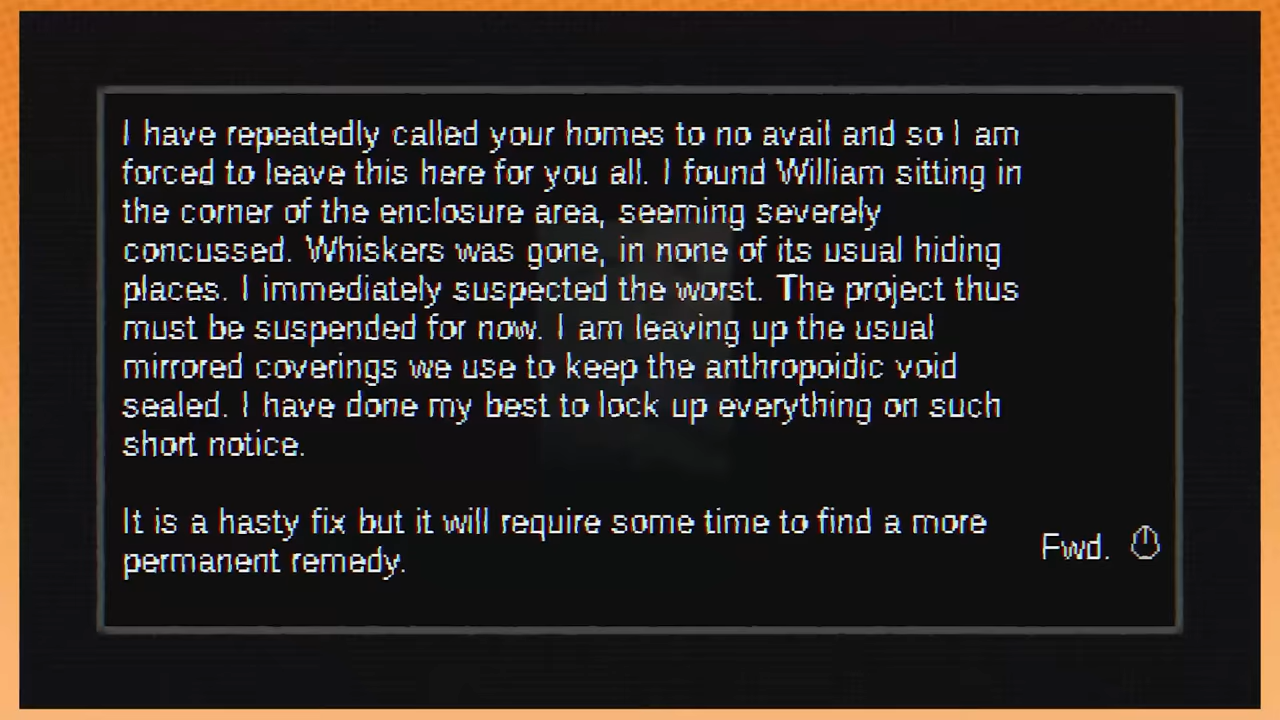 I have repeatedly called your homes to no avail and so I am
forced to leave this here for you all. I found William sitting in
the corner of the enclosure area, seeming severely
concussed. Whiskers was gone, in none of its usual hiding
places. I immediately suspected the worst. The project thus
must be suspended for now. I am leaving up the usual
mirrored coverings we use to keep the anthropoidic void
sealed. I have done my best to lock up everything on such
short notice.
It is a hasty fix but it will require some time to find a more
permanent remedy.
Fwd.